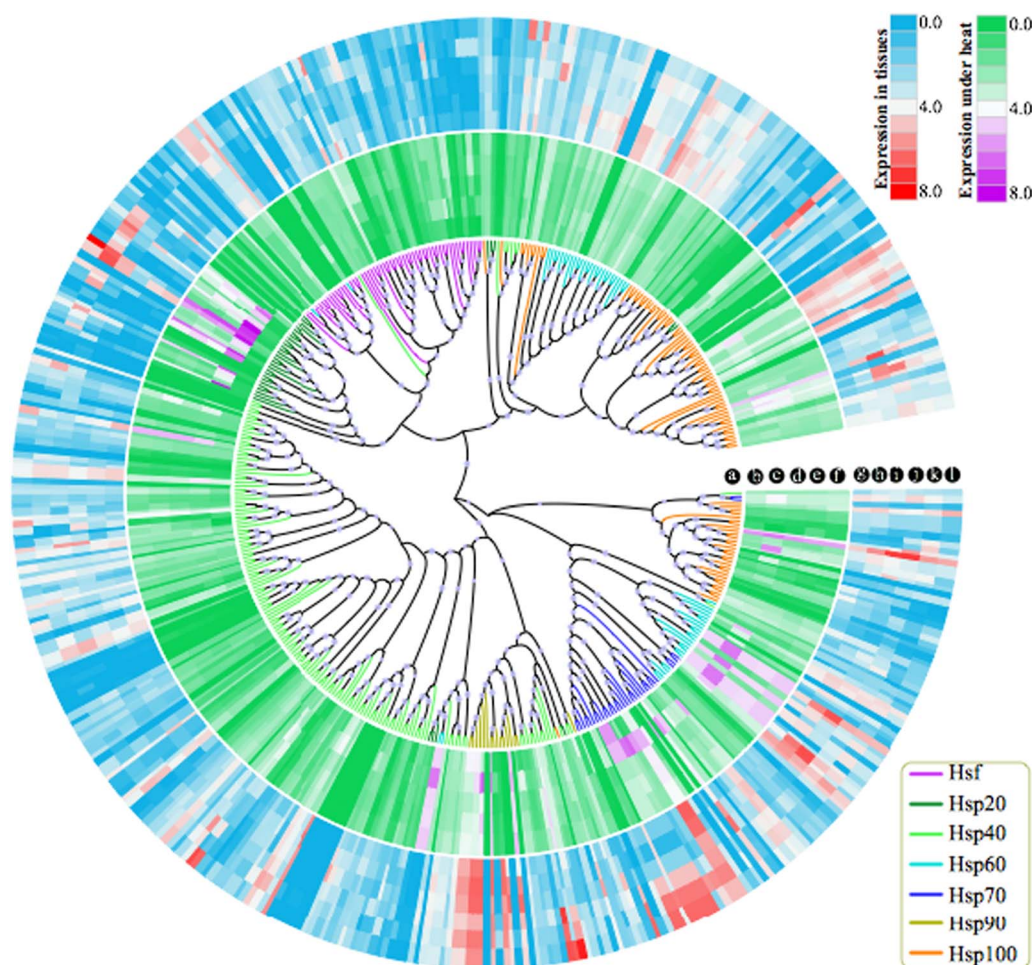 Expression in tissues
0.0
4.0
8.0
Expression under heat
0.0
4.0
8.0
a b c d e f g h i j k l
Hsf
Hsp20
Hsp40
Hsp60
Hsp70
Hsp90
Hsp100